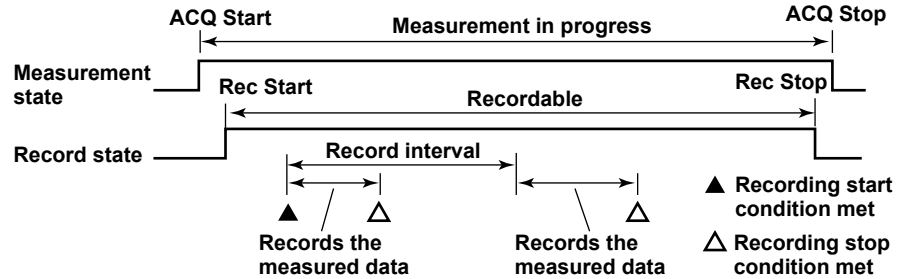 ACQ Start
ACQ Stop
Measurement in progress
Measurement
state
Rec Start
Rec Stop
Recordable
Record state
Record interval
Records the
measured data
Records the
measured data
Recording start
condition met
Recording stop
condition met